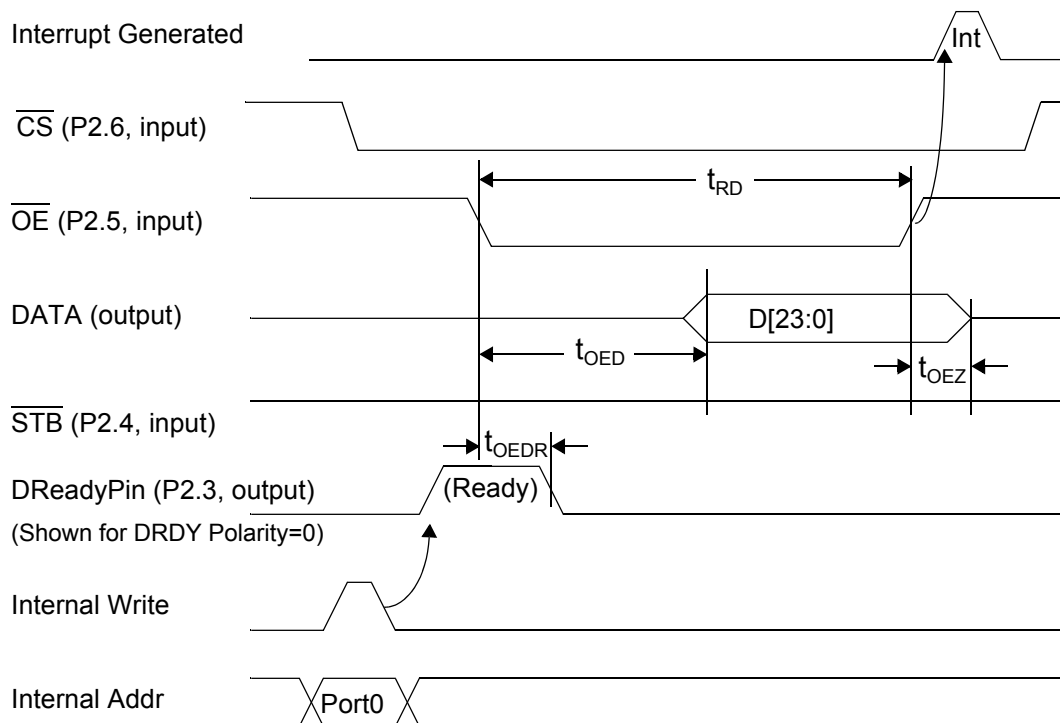 Interrupt Generated
Int
CS (P2.6, input)
tRD
OE (P2.5, input)
DATA (output)
D[23:0]
tOED
tOEZ
STB (P2.4, input)
tOEDR
DReadyPin (P2.3, output)
(Ready)
(Shown for DRDY Polarity=0)
Internal Write
Internal Addr
Port0